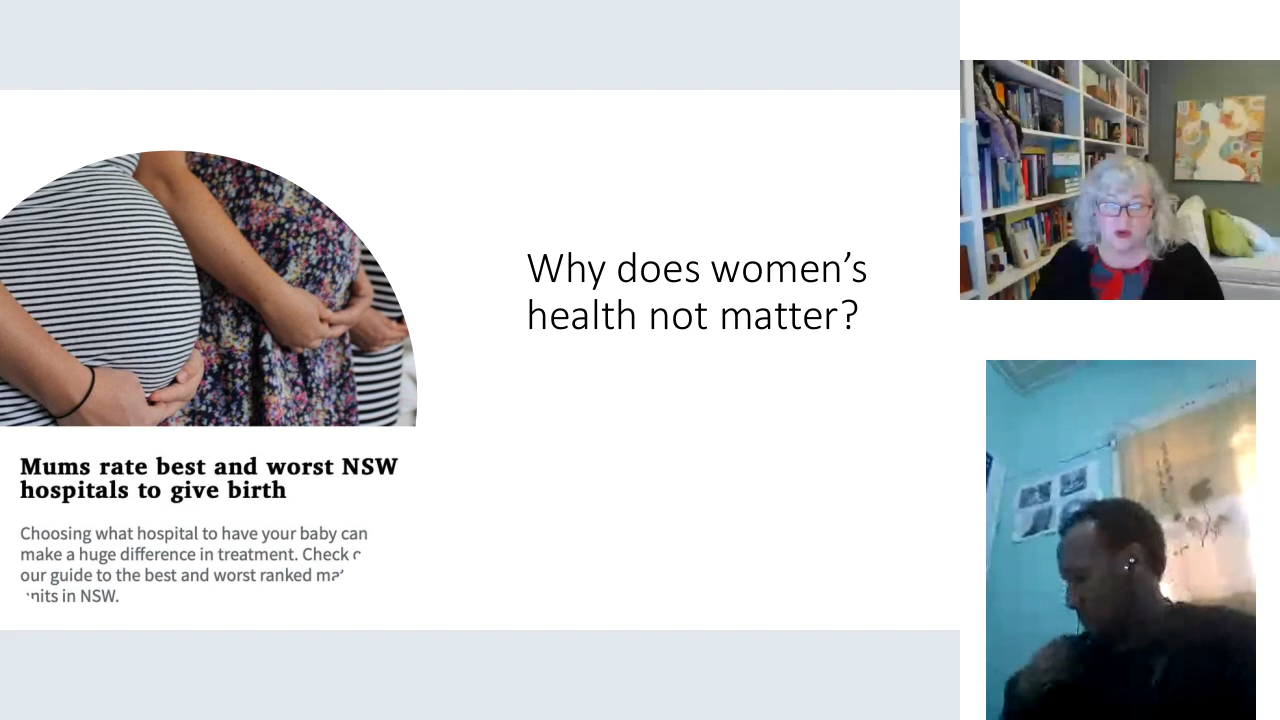 Why does women's
health not matter?
Mums rate best and worst NSW
hospitals to give birth
Choosing what hospital to have your baby can
make a huge difference in treatment. Check
our guide to the best and worst ranked
in NSW.